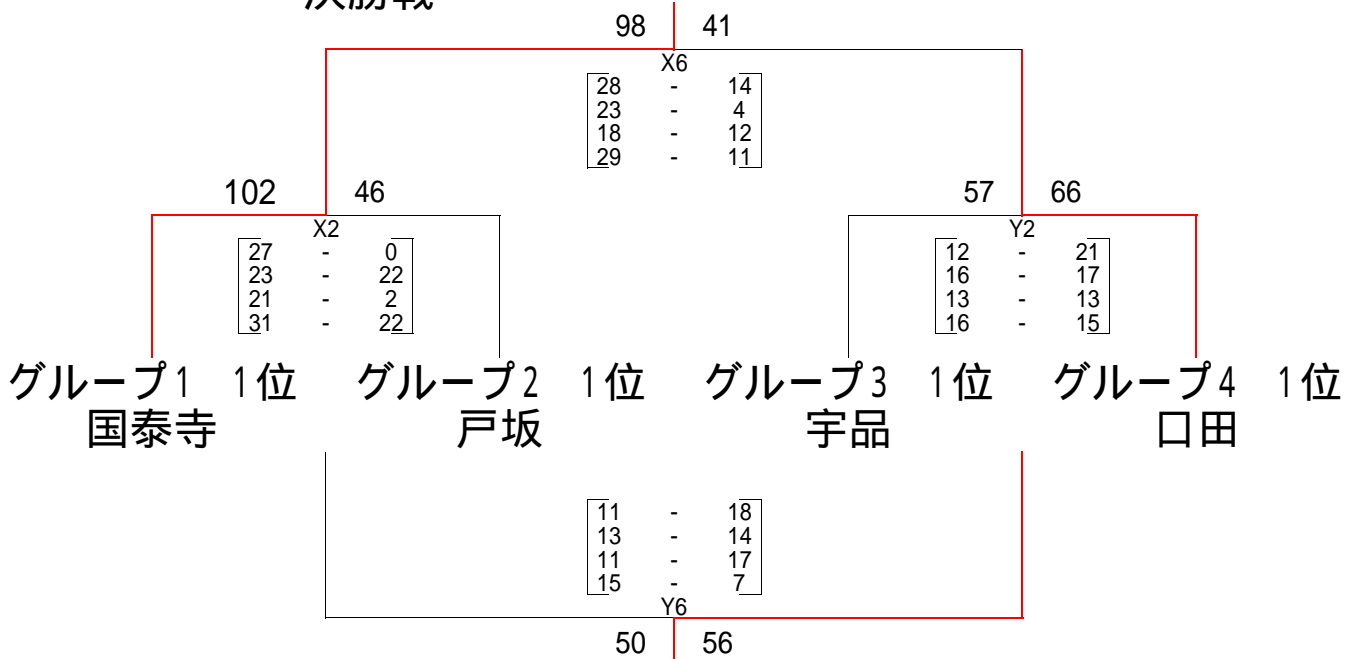 決勝戦
98 41
X6
28 - 14
23 - 4
18 - 12
29 - 11
102 46
57 66
X2
27 - 0
23 - 22
21 - 2
31 - 22
Y2
12 - 21
16 - 17
13 - 13
16 - 15
グループ1 1位 グループ2 1位 グループ3 1位 グループ4 1位
国泰寺 戸坂 宇品 口田
11 - 18
13 - 14
11 - 17
15 - 7
Y6
50 56